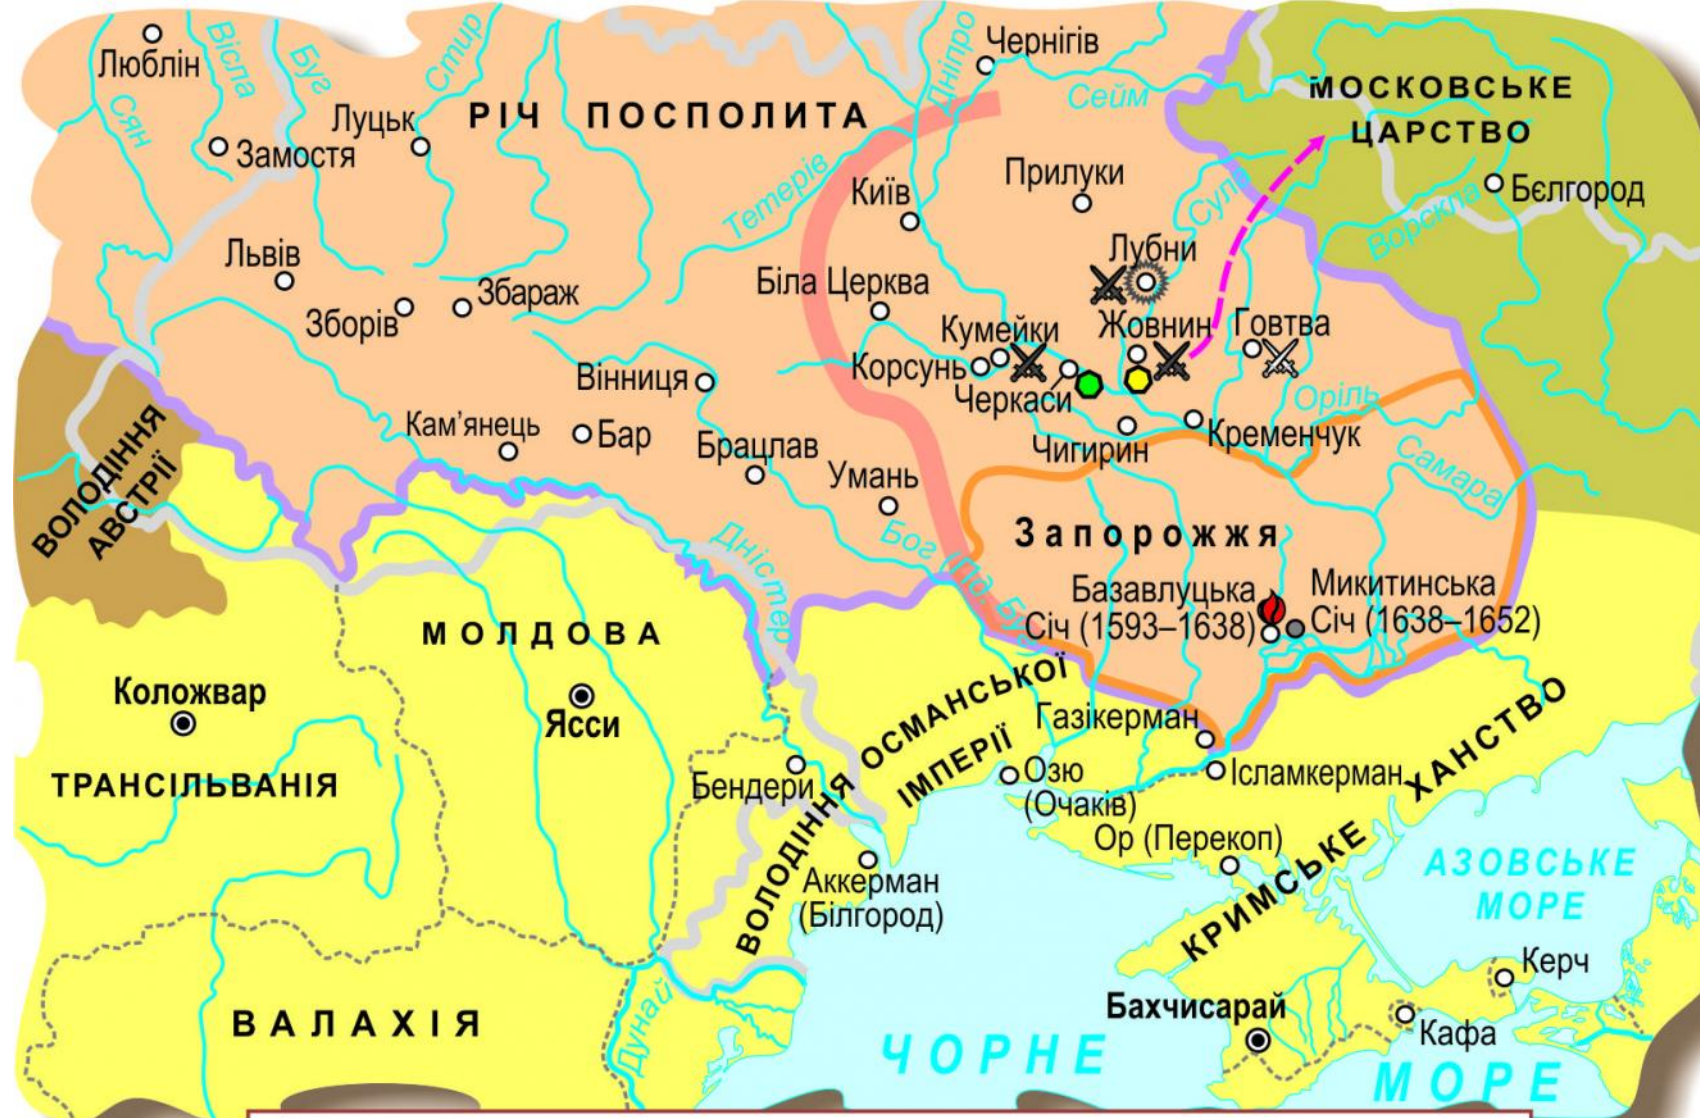 Люблін
Вісла
Буг
Стир
Дніпро
Чернігів
Сейм
МОСКОВСЬКЕ
ЦАРСТВО
Сян
Луцьк
РІЧ ПОСПОЛИТА
Замостя
Тетерів
Київ
Прилуки
Сула
Ворскла
Бєлгород
Львів
Зборів
Збараж
Біла Церква
Лубни
Кумейки
Жовнин
Говтва
Корсунь
Черкаси
Вінниця
Оріль
Кам'янець
Бар
Брацлав
Чигирин
Кременчук
Самара
Умань
ВОЛОДІННЯ
АВСТРІЇ
Дністер
Бог (Пд. Буг)
Запорожжя
Базавлуцька
Січ (1593–1638)
Микитинська
Січ (1638–1652)
МОЛДОВА
Коложвар
Ясси
ТРАНСІЛЬВАНІЯ
Бендери
ВОЛОДІННЯ ОСМАНСЬКОЇ
ІМПЕРІЇ
Газікерман
Озю
(Очаків)
Ісламкерман
КРИМСЬКЕ ХАНСТВО
Ор (Перекоп)
Аккерман
(Білгород)
АЗОВСЬКЕ
МОРЕ
Керч
Бахчисарай
Кафа
ВАЛАХІЯ
Дунай
ЧОРНЕ
МОРЕ